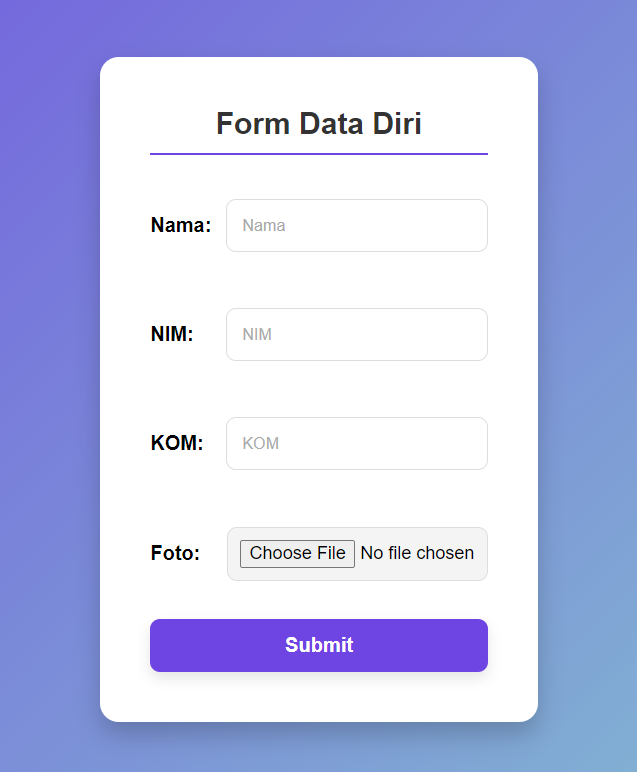 Form Data Diri
Nama: Nama
NIM: NIM
KOM: KOM
Foto: Choose File No file chosen
Submit